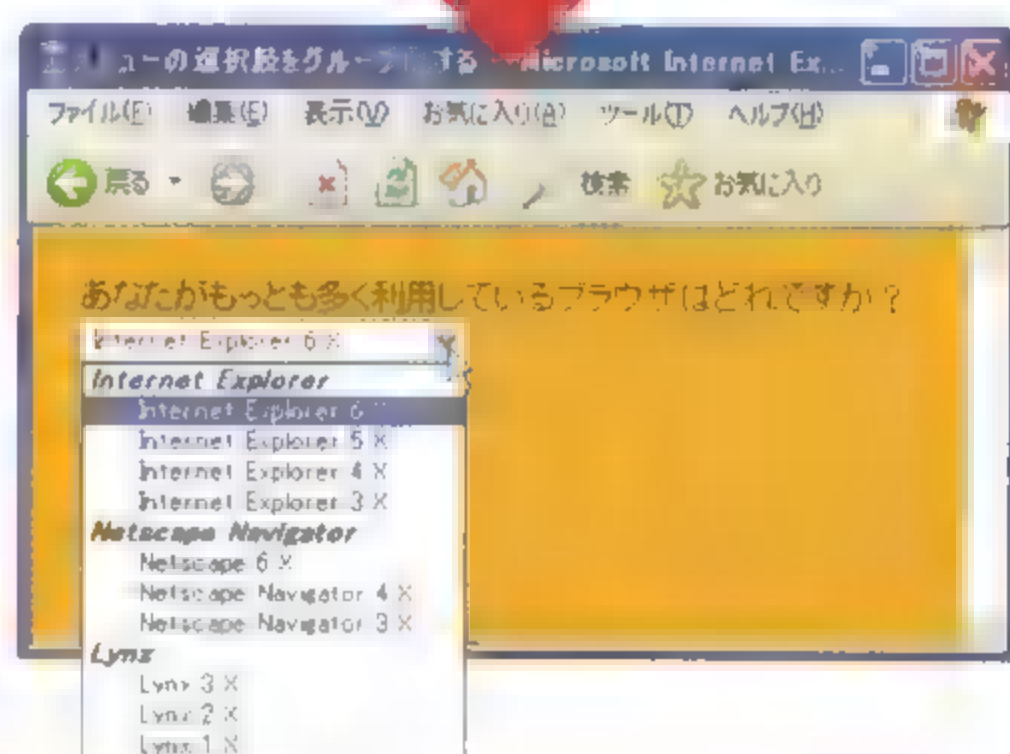 メニューの選択肢をグループ化する - Microsoft Internet Ex...
ファイル(F) 編集(E) 表示(V) お気に入り(A) ツール(T) ヘルプ(H)
戻る 検索 お気に入り
あなたがもっとも多く利用しているブラウザはどれですか?
Internet Explorer 6.X
Internet Explorer
Internet Explorer 6.X
Internet Explorer 5.X
Internet Explorer 4.X
Internet Explorer 3.X
Netscape Navigator
Netscape 6.X
Netscape Navigator 4.X
Netscape Navigator 3.X
Lynx
Lynx 3.X
Lynx 2.X
Lynx 1.X